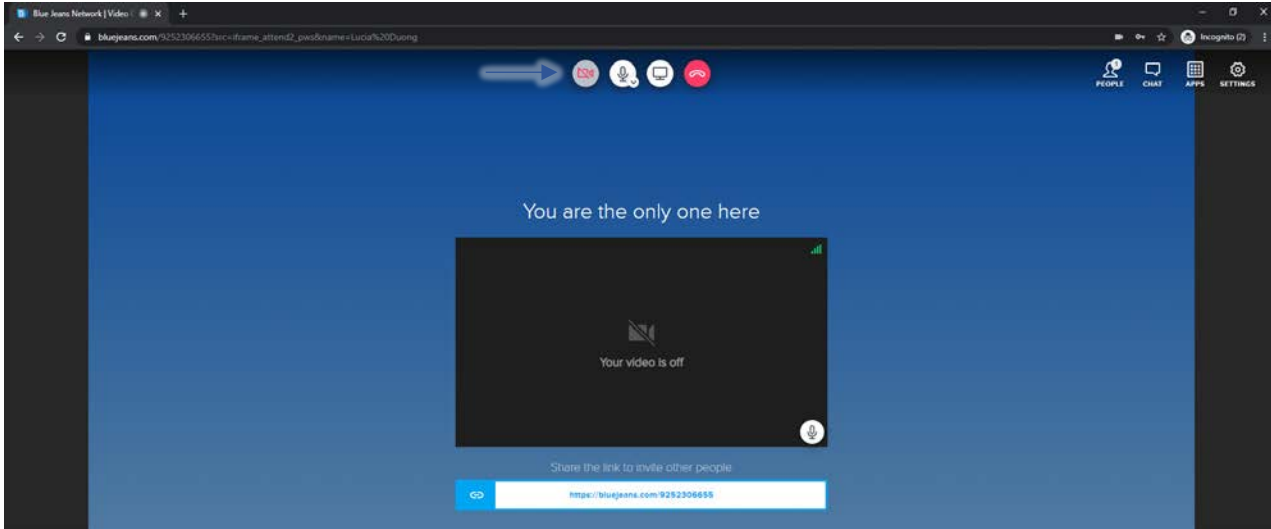 Blue Jeans Network | Video
bluejeans.com/9252306655?src=iframe_attend2_pws&name=Lucia%20Duong
Incognito (2)
1
PEOPLE
CHAT
APPS
SETTINGS
You are the only one here
Your video is off
Share the link to invite other people
https://bluejeans.com/9252306655